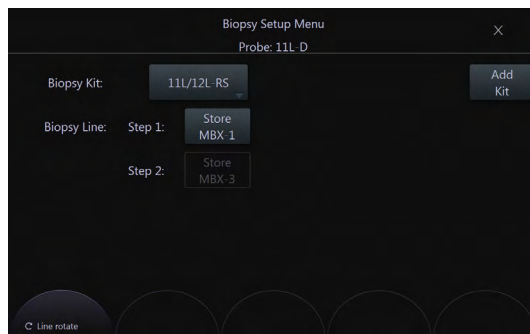 Biopsy Setup Menu
X
Probe: 11L-D
Biopsy Kit:
11L/12L-RS
Add
Kit
Biopsy Line:
Step 1:
Store
MBX-1
Step 2:
Store
MBX-3
Line rotate